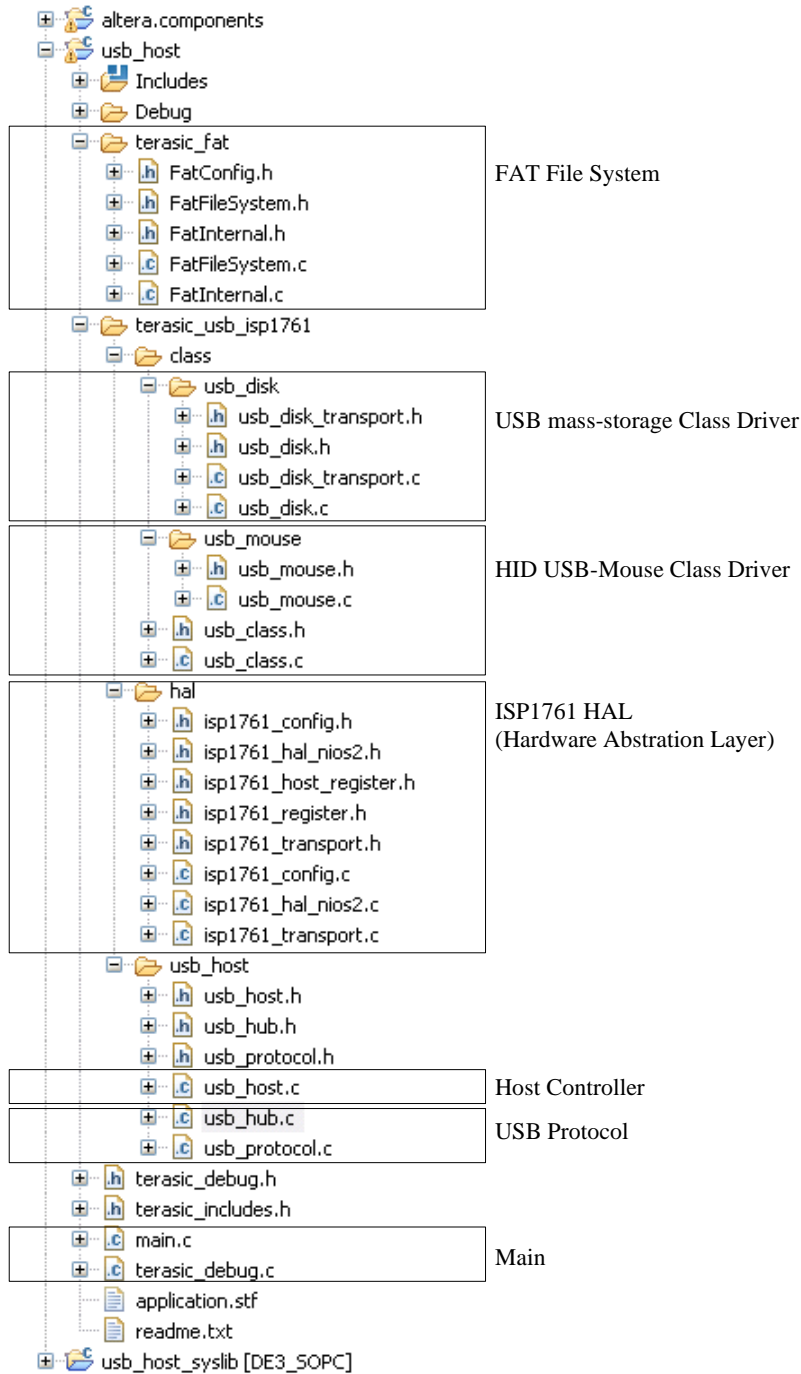 altera.components
usb_host
Includes
Debug
terasic_fat
FatConfig.h
FAT File System
FatFileSystem.h
FatInternal.h
FatFileSystem.c
FatInternal.c
terasic_usb_isp1761
class
usb_disk
usb_disk_transport.h
USB mass-storage Class Driver
usb_disk.h
usb_disk_transport.c
usb_disk.c
usb_mouse
usb_mouse.h
HID USB-Mouse Class Driver
usb_mouse.c
usb_class.h
usb_class.c
hal
isp1761_config.h
ISP1761 HAL
(Hardware Abstration Layer)
isp1761_hal_nios2.h
isp1761_host_register.h
isp1761_register.h
isp1761_transport.h
isp1761_config.c
isp1761_hal_nios2.c
isp1761_transport.c
usb_host
usb_host.h
usb_hub.h
usb_protocol.h
usb_host.c
Host Controller
usb_hub.c
USB Protocol
usb_protocol.c
terasic_debug.h
terasic_includes.h
main.c
Main
terasic_debug.c
application.stf
readme.txt
usb_host_syslib [DE3_SOPC]